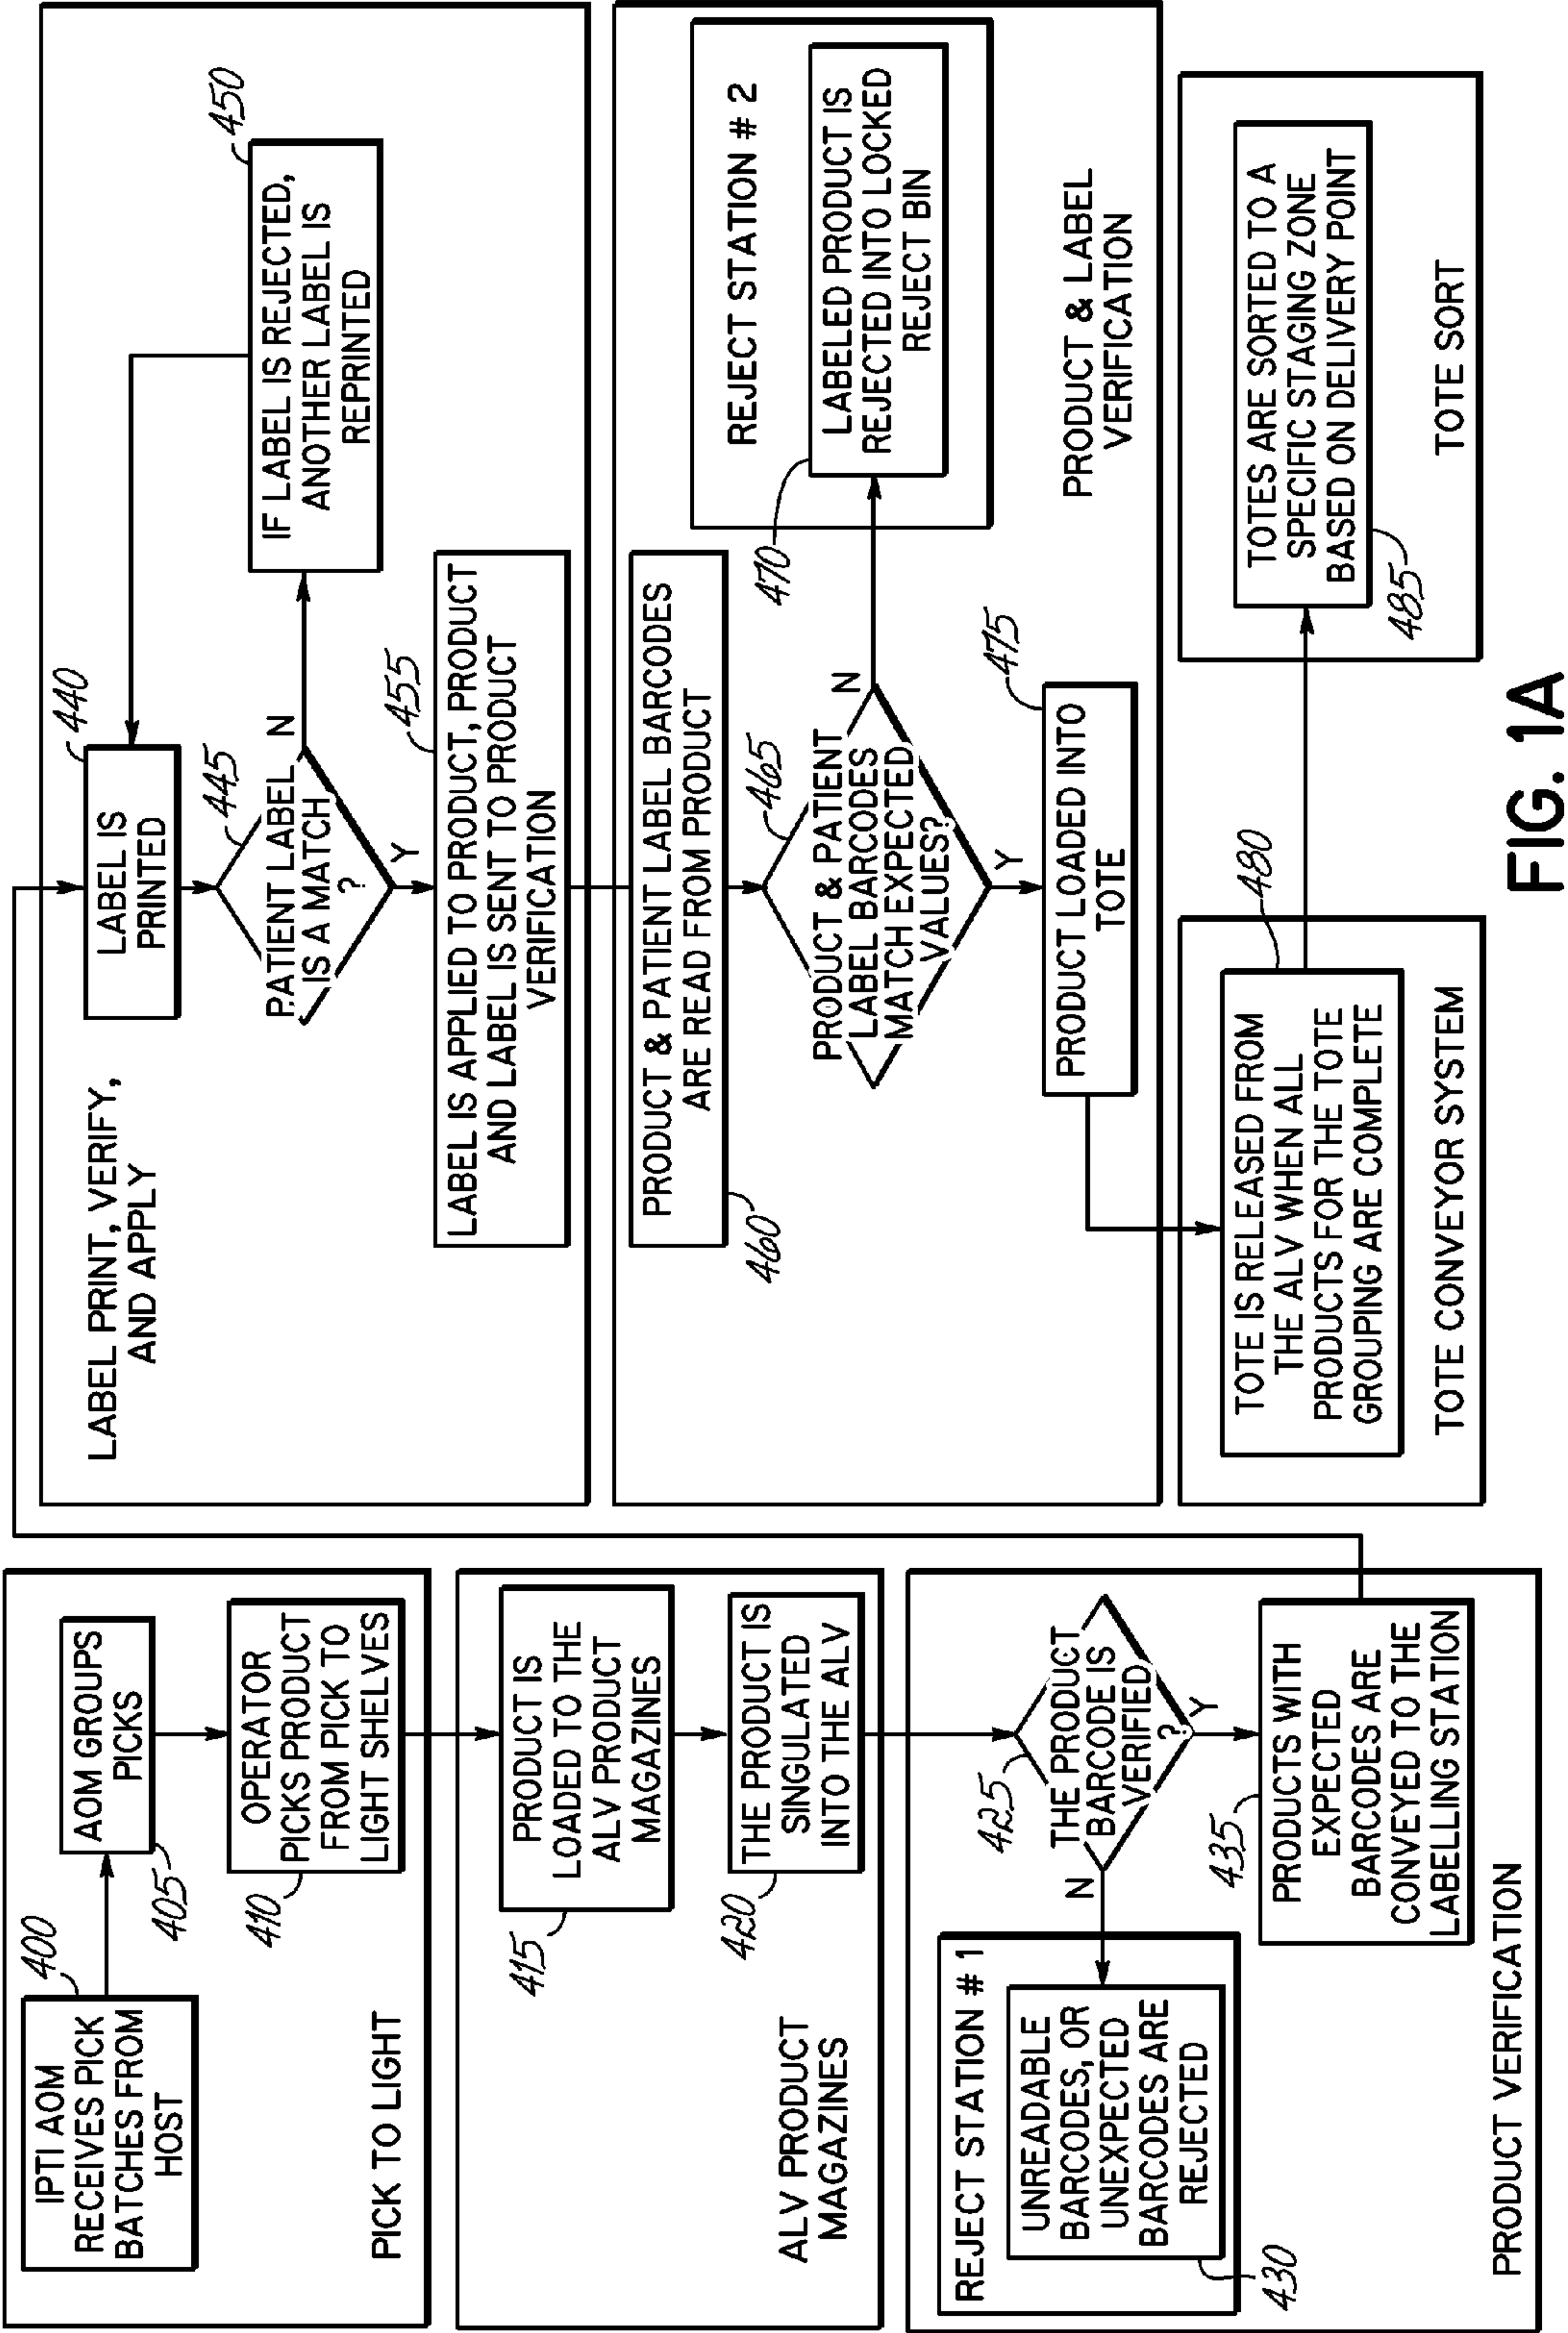 400
IPTI AOM
RECEIVES PICK
BATCHES FROM
HOST
AOM GROUPS
PICKS
405
OPERATOR
PICKS PRODUCT
FROM PICK TO
LIGHT SHELVES
410
PICK TO LIGHT
PRODUCT IS
LOADED TO THE
ALV PRODUCT
MAGAZINES
415
THE PRODUCT IS
SINGULATED
INTO THE ALV
420
ALV PRODUCT
MAGAZINES
425
THE PRODUCT
BARCODE IS
VERIFIED
?
N
Y
REJECT STATION # 1
UNREADABLE
BARCODES, OR
UNEXPECTED
BARCODES ARE
REJECTED
430
435
PRODUCTS WITH
EXPECTED
BARCODES ARE
CONVEYED TO THE
LABELLING STATION
PRODUCT VERIFICATION
LABEL PRINT, VERIFY,
AND APPLY
440
LABEL IS
PRINTED
445
PATIENT LABEL
IS A MATCH
?
N
Y
450
IF LABEL IS REJECTED,
ANOTHER LABEL IS
REPRINTED
455
LABEL IS APPLIED TO PRODUCT, PRODUCT
AND LABEL IS SENT TO PRODUCT
VERIFICATION
PRODUCT & PATIENT LABEL BARCODES
ARE READ FROM PRODUCT
460
465
PRODUCT & PATIENT
LABEL BARCODES
MATCH EXPECTED
VALUES?
N
Y
REJECT STATION # 2
LABELED PRODUCT IS
REJECTED INTO LOCKED
REJECT BIN
470
475
PRODUCT LOADED INTO
TOTE
PRODUCT & LABEL
VERIFICATION
480
TOTE IS RELEASED FROM
THE ALV WHEN ALL
PRODUCTS FOR THE TOTE
GROUPING ARE COMPLETE
TOTE CONVEYOR SYSTEM
TOTES ARE SORTED TO A
SPECIFIC STAGING ZONE
BASED ON DELIVERY POINT
485
TOTE SORT
FIG. 1A